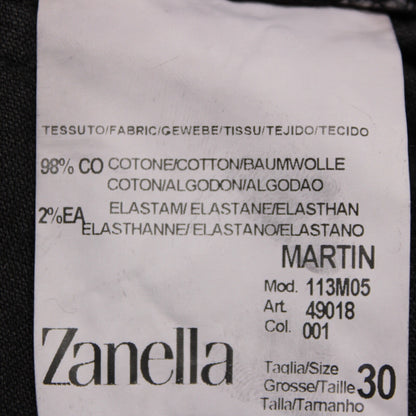 TESSUTO/FABRIC/GEWEBE/TISSU/TEJIDO/TECIDO
98% CO COTONE/COTTON/BAUMWOLLE
COTON/ALGODON/ALGODAO
2%EA ELASTAM/ELASTANE/ELASTHAN
ELASTHANNE/ELASTANO/ELASTANO
MARTIN
Mod. 113M05
Art. 49018
Col. 001
Zanella
Taglia/Size
Grosse/Taille 30
Talla/Tamanho